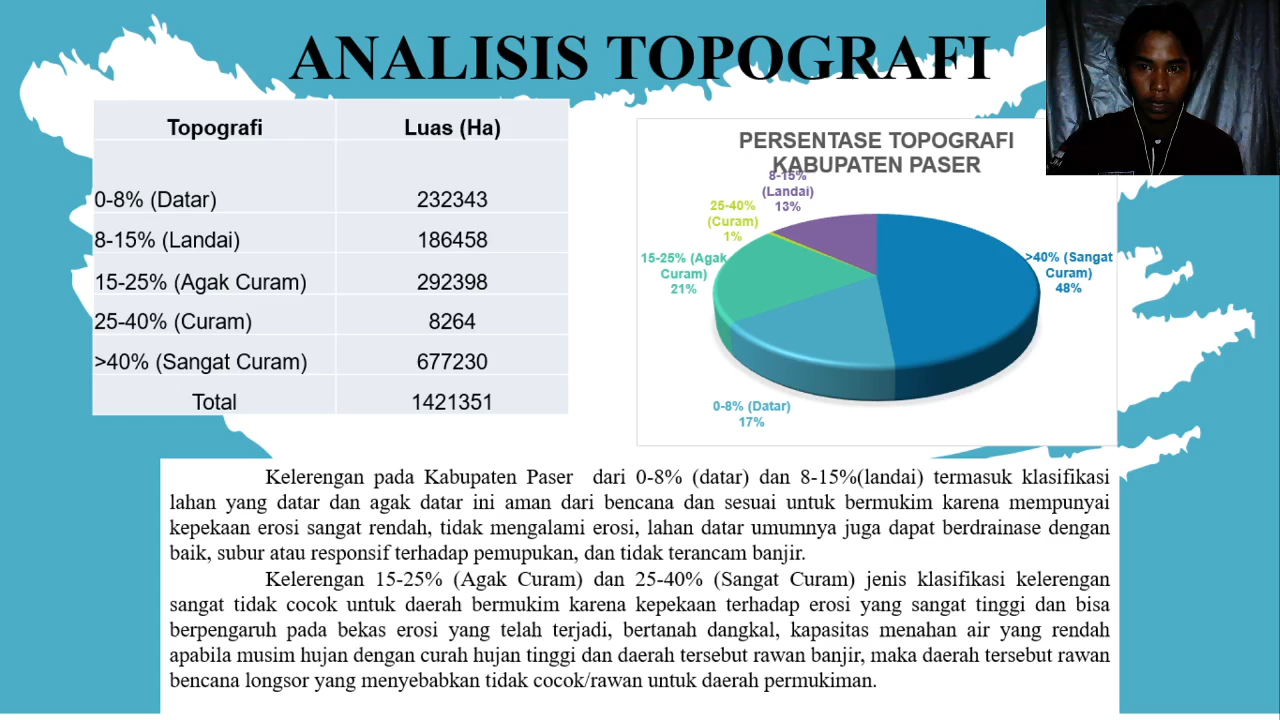 ANALISIS TOPOGRAFI
Topografi Luas (Ha)
0-8% (Datar) 232343
8-15% (Landai) 186458
15-25% (Agak Curam) 292398
25-40% (Curam) 8264
>40% (Sangat Curam) 677230
Total 1421351
PERSENTASE TOPOGRAFI
KABUPATEN PASER
8-15%
(Landai)
13%
25-40%
(Curam)
1%
15-25% (Agak
Curam)
21%
>40% (Sangat
Curam)
48%
0-8% (Datar)
17%
Kelerengan pada Kabupaten Paser dari 0-8% (datar) dan 8-15%(landai) termasuk klasifikasi
lahan yang datar dan agak datar ini aman dari bencana dan sesuai untuk bermukim karena mempunyai
kepekaan erosi sangat rendah, tidak mengalami erosi, lahan datar umumnya juga dapat berdrainase dengan
baik, subur atau responsif terhadap pemupukan, dan tidak terancam banjir.
Kelerengan 15-25% (Agak Curam) dan 25-40% (Sangat Curam) jenis klasifikasi kelerengan
sangat tidak cocok untuk daerah bermukim karena kepekaan terhadap erosi yang sangat tinggi dan bisa
berpengaruh pada bekas erosi yang telah terjadi, bertanah dangkal, kapasitas menahan air yang rendah
apabila musim hujan dengan curah hujan tinggi dan daerah tersebut rawan banjir, maka daerah tersebut rawan
bencana longsor yang menyebabkan tidak cocok/rawan untuk daerah permukiman.